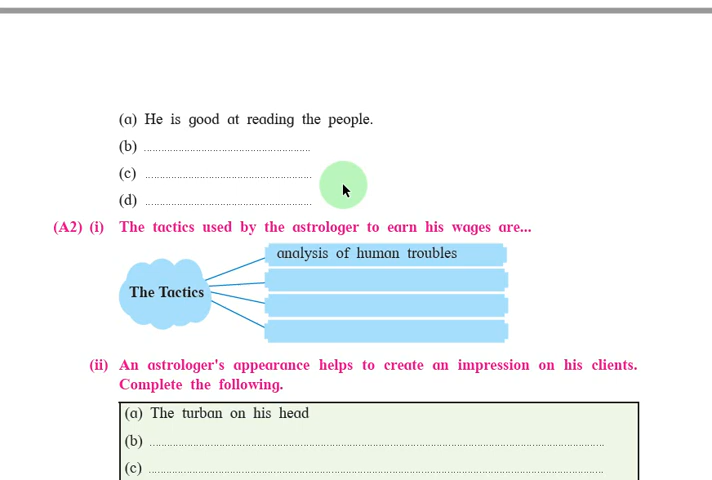 (a) He is good at reading the people.
(b) ............................................................
(c) ............................................................
(d) ............................................................
(A2) (i) The tactics used by the astrologer to earn his wages are...
analysis of human troubles
The Tactics
(ii) An astrologer's appearance helps to create an impression on his clients.
Complete the following.
(a) The turban on his head
(b) ............................................................
(c) ............................................................